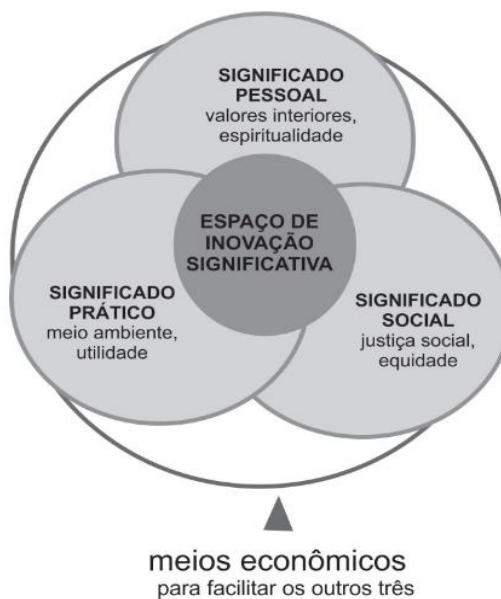 SIGNIFICADO
PESSOAL
valores interiores,
espiritualidade
ESPAÇO DE
INOVAÇÃO
SIGNIFICATIVA
SIGNIFICADO
PRÁTICO
meio ambiente,
utilidade
SIGNIFICADO
SOCIAL
justiça social,
equidade
meios econômicos
para facilitar os outros três